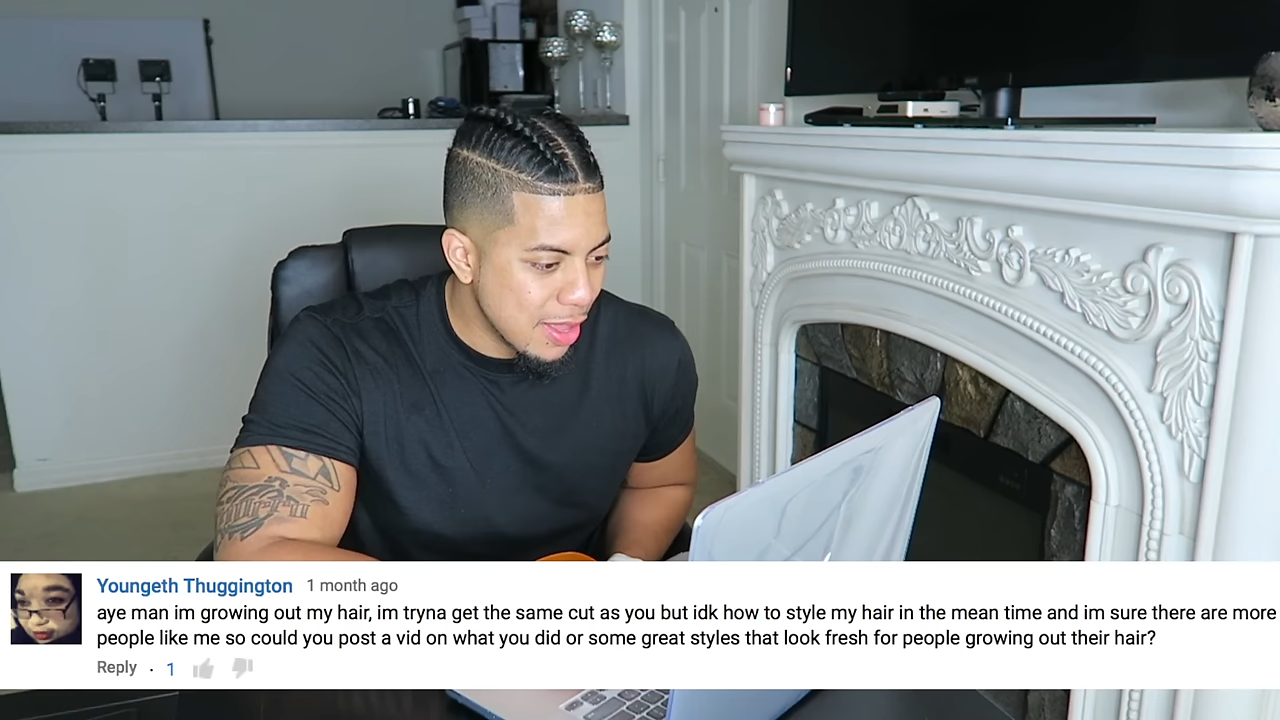 Youngeth Thuggington 1 month ago
aye man im growing out my hair, im tryna get the same cut as you but idk how to style my hair in the mean time and im sure there are more
people like me so could you post a vid on what you did or some great styles that look fresh for people growing out their hair?
Reply · 1